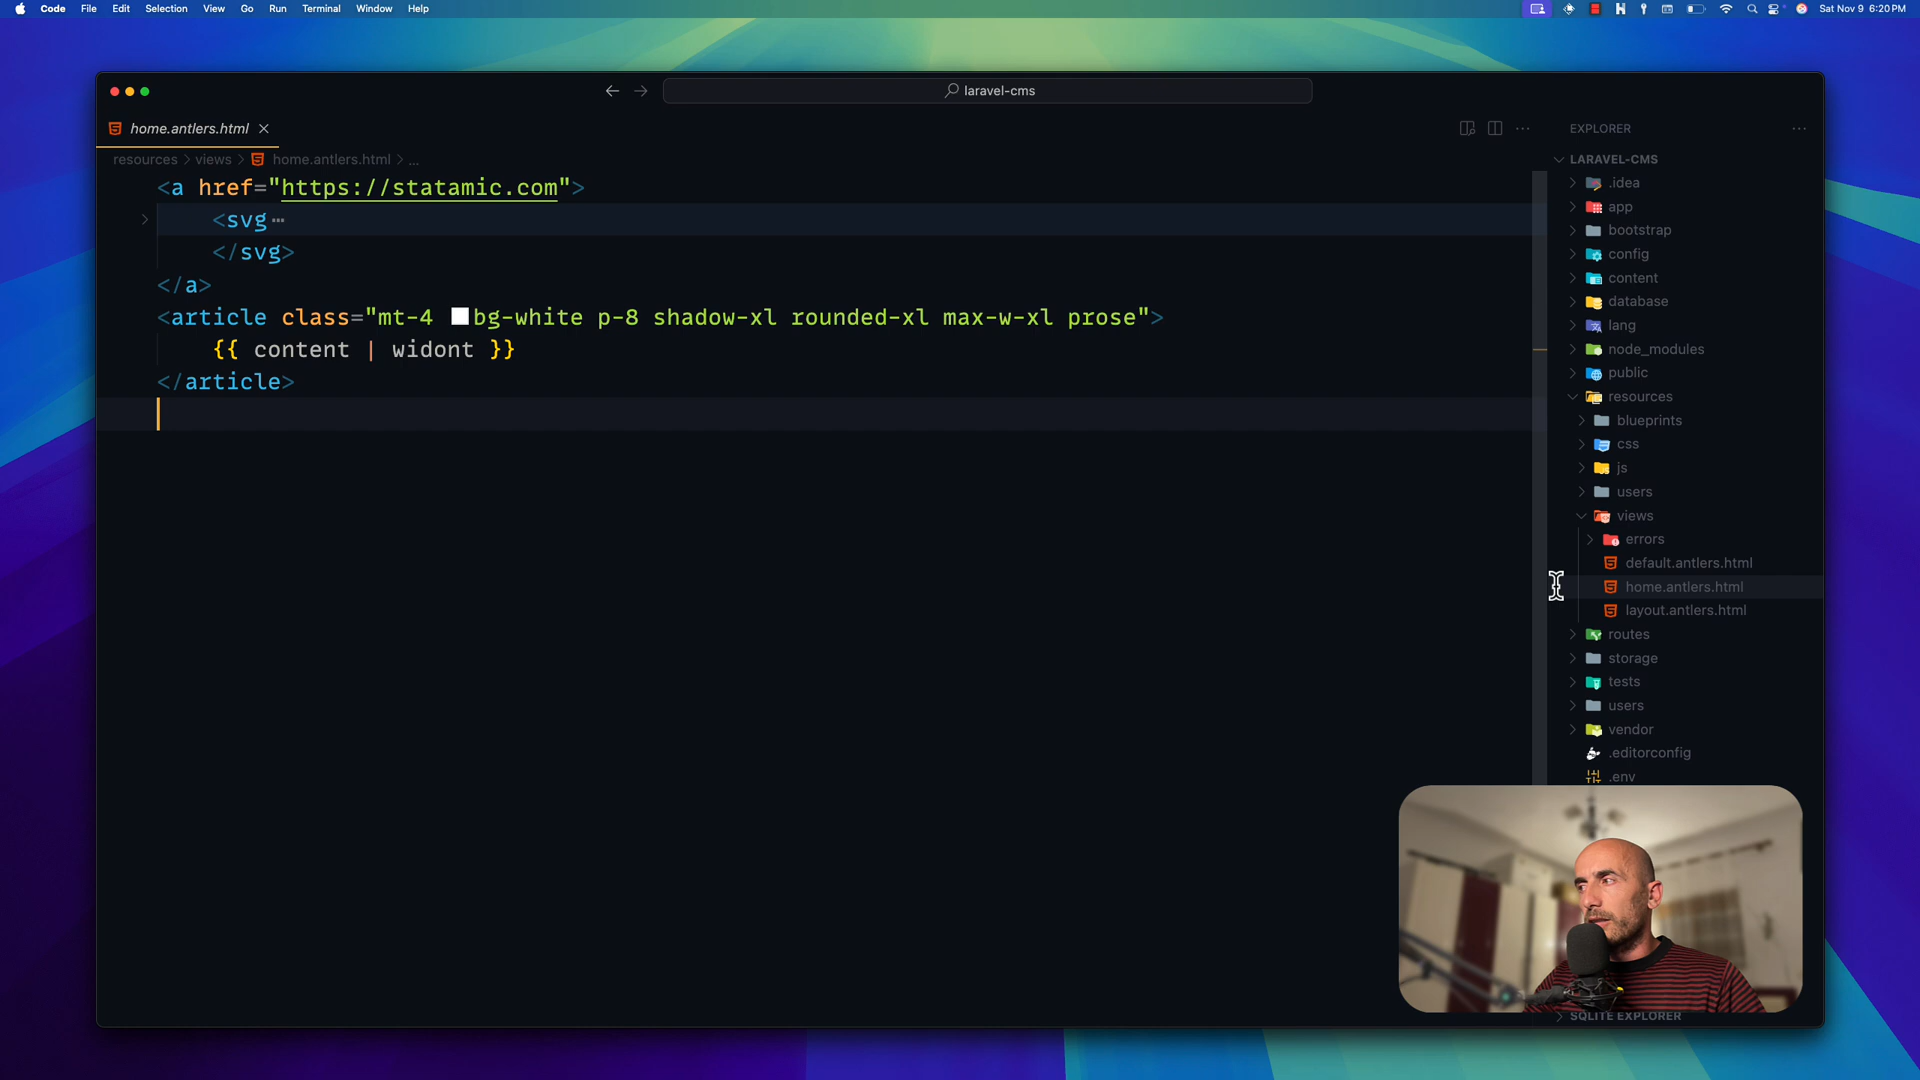 Code File Edit Selection View Go Run Terminal Window Help
Sat Nov 9 6:20 PM
laravel-cms
home.antlers.html
resources > views > home.antlers.html > ...
<a href="https://statamic.com">
<svg…
</svg>
</a>
<article class="mt-4 bg-white p-8 shadow-xl rounded-xl max-w-xl prose">
{{ content | widont }}
</article>
EXPLORER
LARAVEL-CMS
.idea
app
bootstrap
config
content
database
lang
node_modules
public
resources
blueprints
css
js
users
views
errors
default.antlers.html
home.antlers.html
layout.antlers.html
routes
storage
tests
users
vendor
.editorconfig
.env
SQLITE EXPLORER